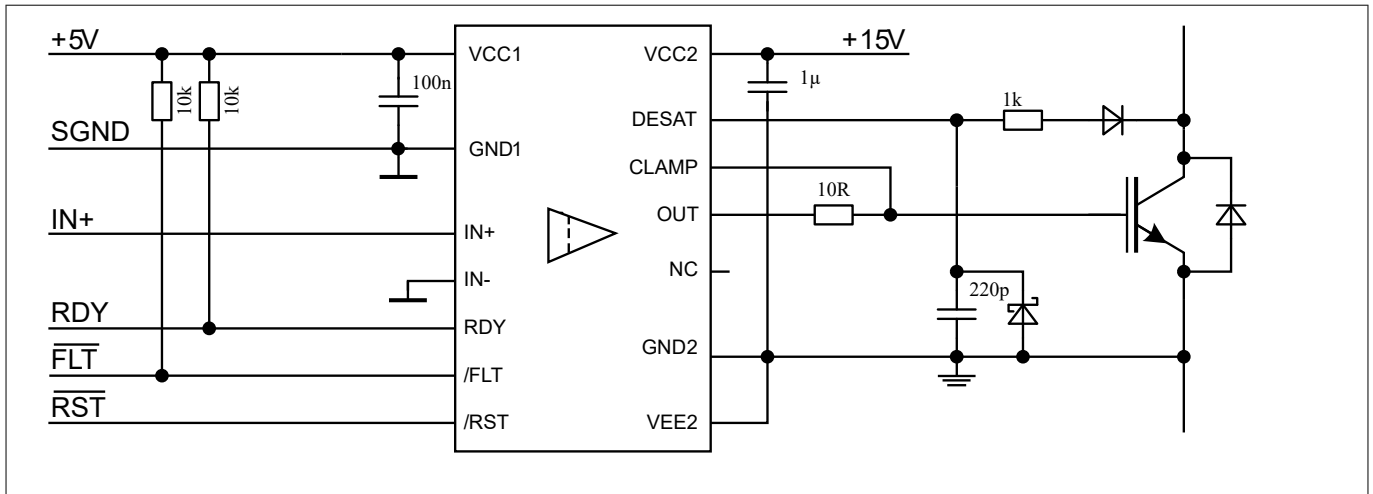 +5V
10k
10k
100n
SGND
IN+
RDY
FLT
RST
VCC1
GND1
IN+
IN-
RDY
/FLT
/RST
VCC2
DESAT
CLAMP
OUT
NC
GND2
VEE2
+15V
1µ
1k
10R
220p